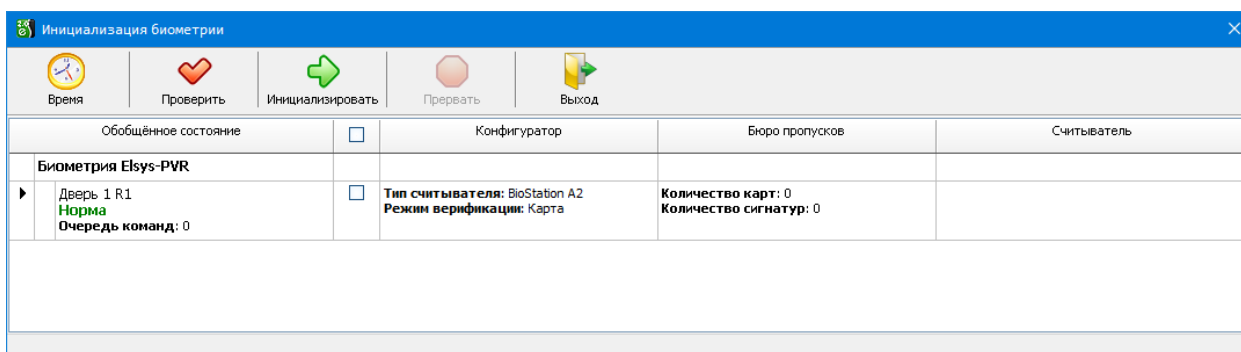 Инициализация биометрии
Время
Проверить
Инициализировать
Прервать
Выход
Обобщённое состояние
Конфигуратор
Бюро пропусков
Считыватель
Биометрия Elsys-PVR
Дверь 1 R1
Норма
Очередь команд: 0
Тип считывателя: BioStation A2
Режим верификации: Карта
Количество карт: 0
Количество сигнатур: 0